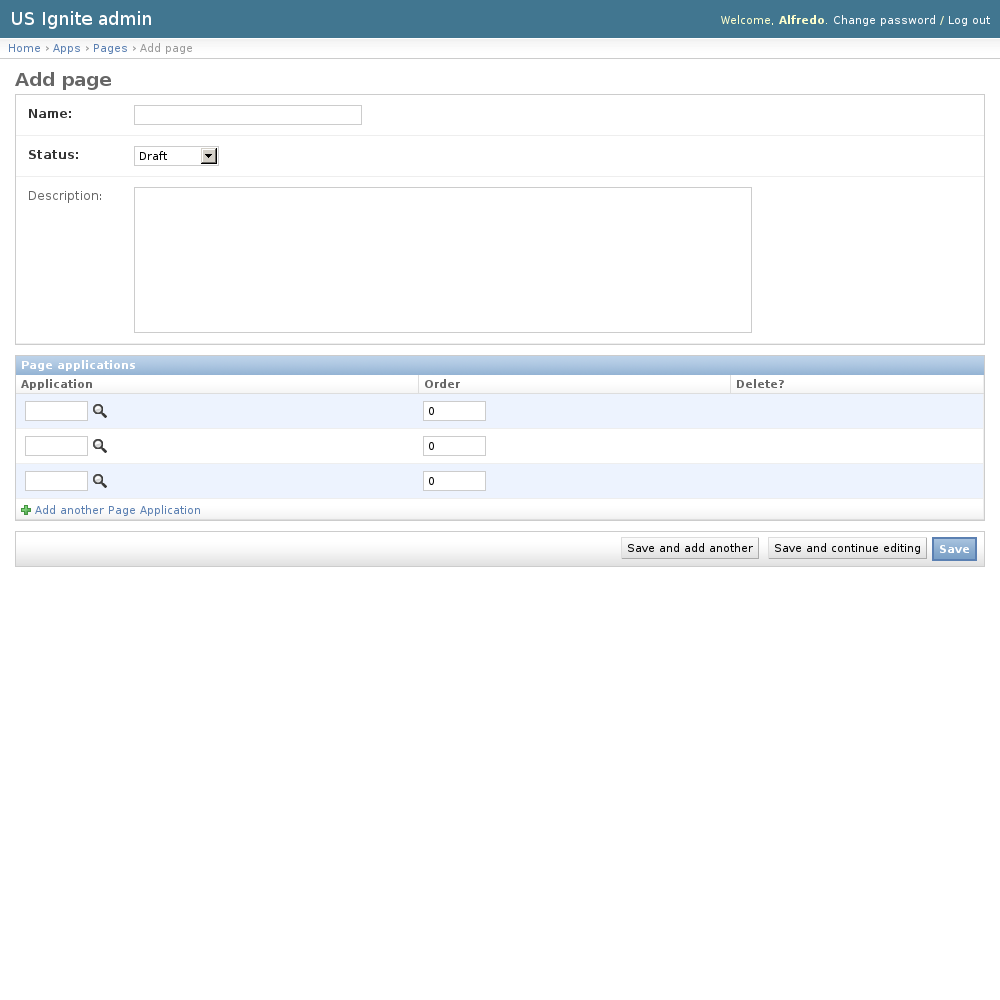 US Ignite admin
Welcome, Alfredo. Change password / Log out
Home › Apps › Pages › Add page
Add page
Name:
Status: Draft
Description:
Page applications
Application Order Delete?
0
0
0
Add another Page Application
Save and add another Save and continue editing Save